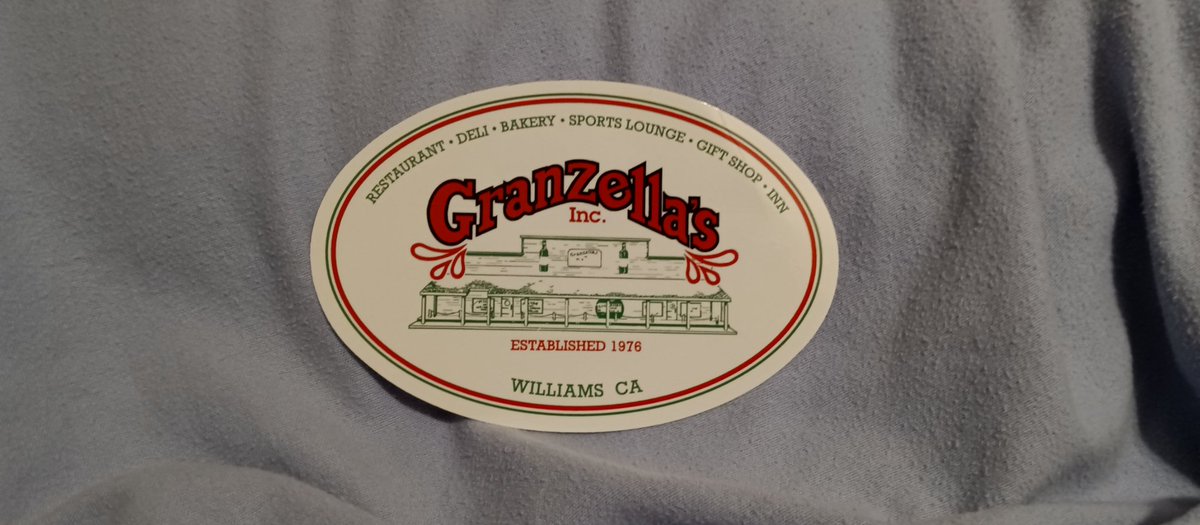 RESTAURANT • DELI • BAKERY • SPORTS LOUNGE • GIFT SHOP • INN
Granzella's
Inc.
ESTABLISHED 1976
WILLIAMS CA